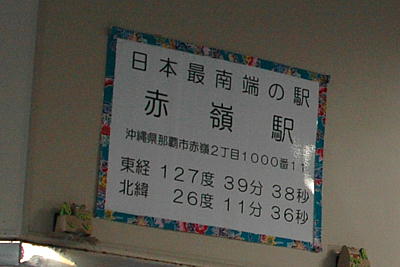 日本最南端の駅
赤嶺駅
沖縄県那覇市赤嶺2丁目1000番11
東経 127度 39分 38秒
北緯 26度 11分 36秒